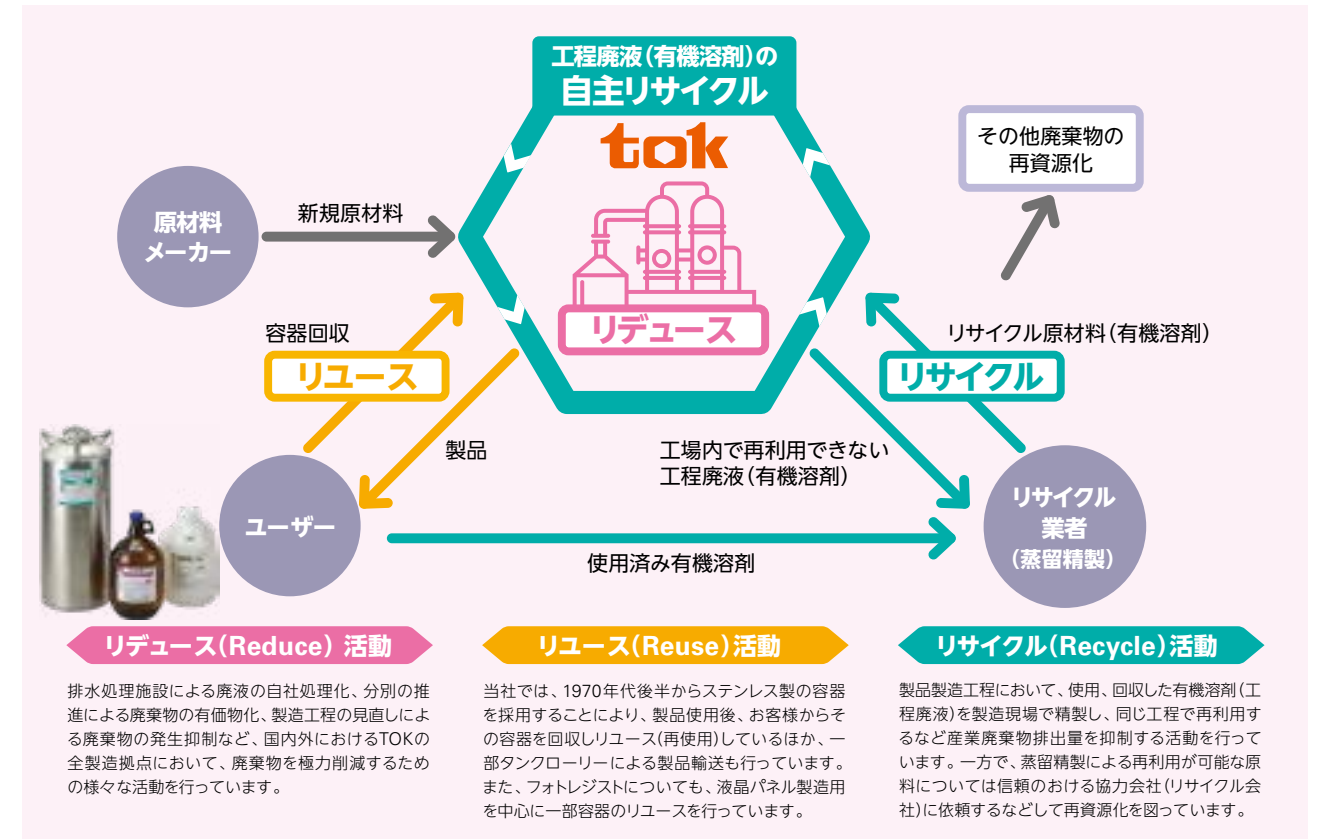 工程廃液(有機溶剤)の
自主リサイクル
tok
その他廃棄物の
再資源化
原材料
メーカー
新規原材料
リデュース
容器回収
リユース
リサイクル原材料(有機溶剤)
リサイクル
製品
工場内で再利用できない
工程廃液(有機溶剤)
ユーザー
リサイクル
業者
(蒸留精製)
使用済み有機溶剤
リデュース(Reduce) 活動
排水処理施設による廃液の自社処理化、分別の推
進による廃棄物の有価物化、製造工程の見直しによ
る廃棄物の発生抑制など、国内外におけるTOKの
全製造拠点において、廃棄物を極力削減するため
の様々な活動を行っています。
リユース(Reuse)活動
当社では、1970年代後半からステンレス製の容器
を採用することにより、製品使用後、お客様からそ
の容器を回収しリユース(再使用)しているほか、一
部タンクローリーによる製品輸送も行っています。
また、フォトレジストについても、液晶パネル製造用
を中心に一部容器のリユースを行っています。
リサイクル(Recycle)活動
製品製造工程において、使用、回収した有機溶剤(工
程廃液)を製造現場で精製し、同じ工程で再利用す
るなど産業廃棄物排出量を抑制する活動を行って
います。一方で、蒸留精製による再利用が可能な原
料については信頼のおける協力会社(リサイクル会
社)に依頼するなどして再資源化を図っています。